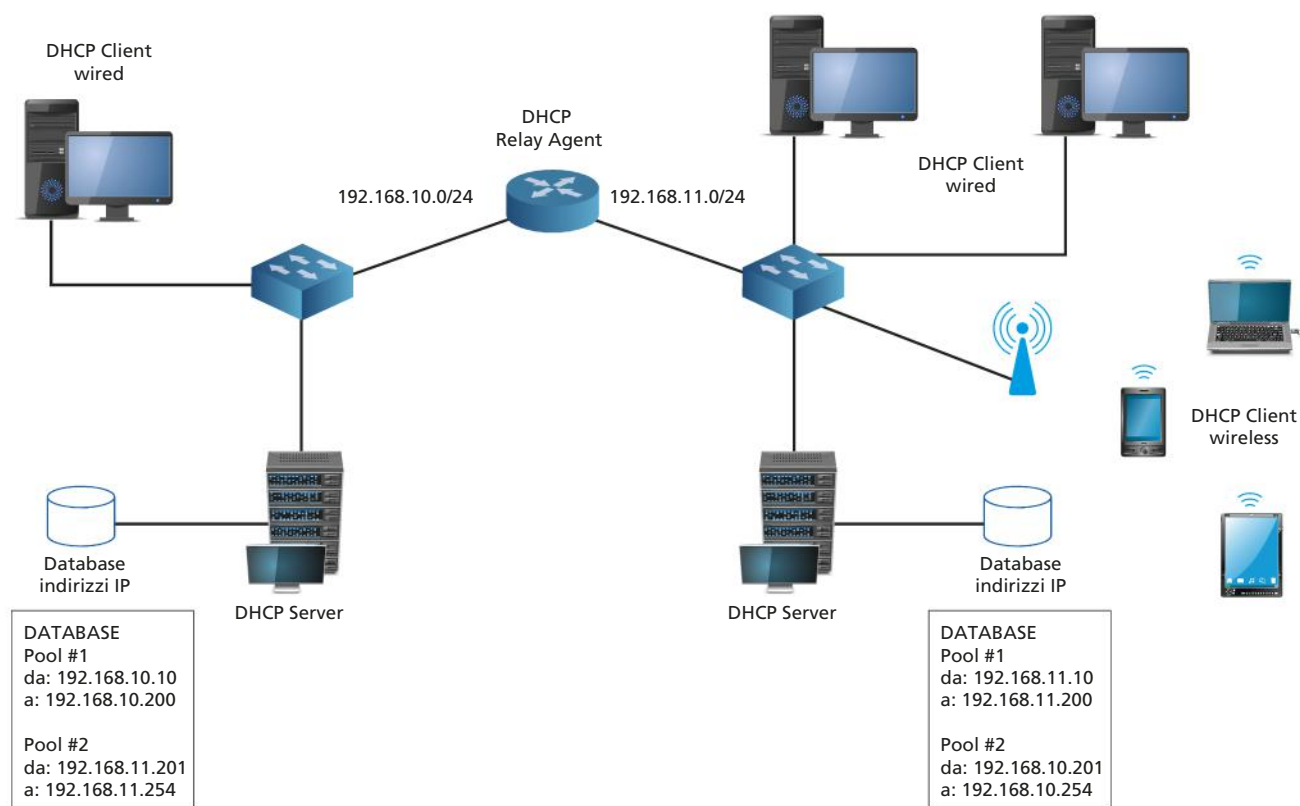 DHCP Client
wired
DHCP
Relay Agent
DHCP Client
wired
192.168.10.0/24
192.168.11.0/24
DHCP Client
wireless
Database
indirizzi IP
DHCP Server
DHCP Server
Database
indirizzi IP
DATABASE
Pool #1
da: 192.168.10.10
a: 192.168.10.200
Pool #2
da: 192.168.11.201
a: 192.168.11.254
DATABASE
Pool #1
da: 192.168.11.10
a: 192.168.11.200
Pool #2
da: 192.168.10.201
a: 192.168.10.254